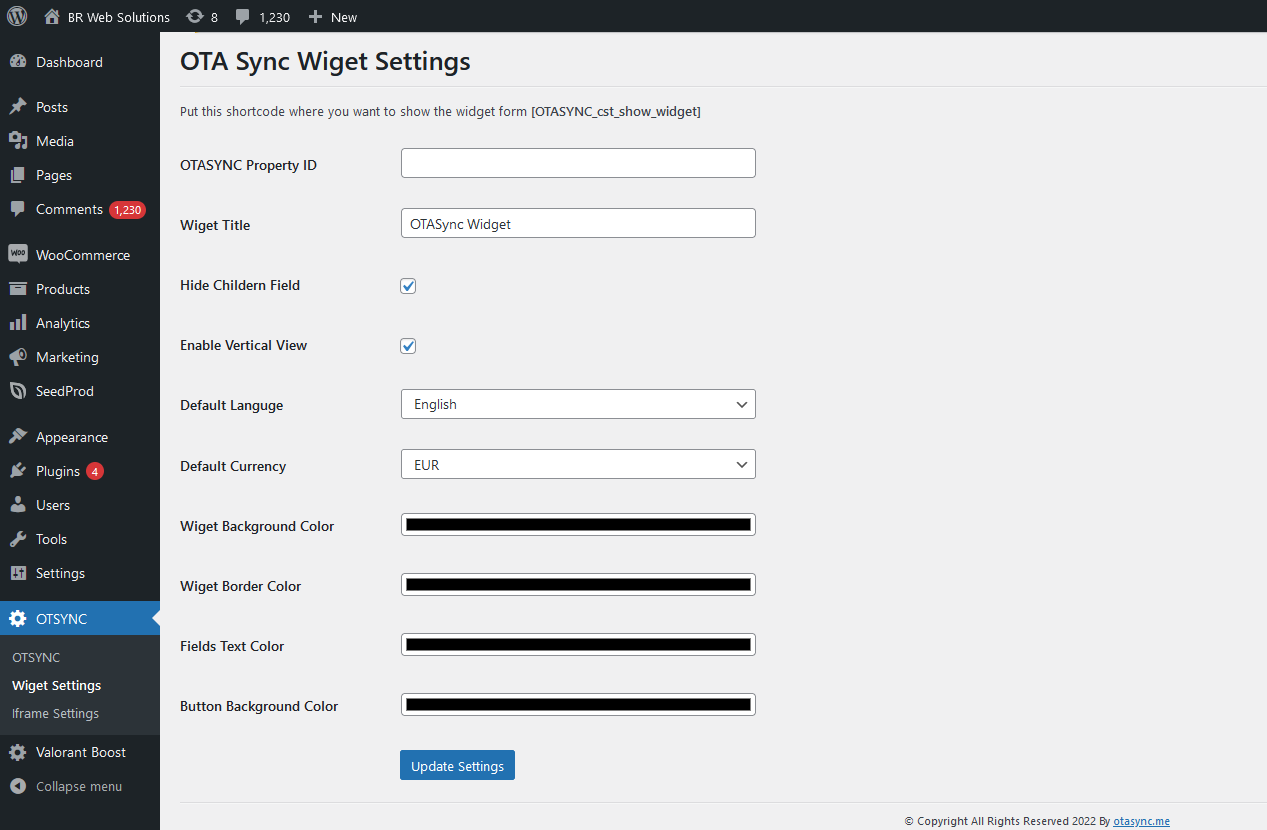 BR Web Solutions 8 1,230 New
Dashboard
Posts
Media
Pages
Comments 1,230
WooCommerce
Products
Analytics
Marketing
SeedProd
Appearance
Plugins 4
Users
Tools
Settings
OTSYNC
OTSYNC
Wiget Settings
Iframe Settings
Valorant Boost
Collapse menu
OTA Sync Wiget Settings
Put this shortcode where you want to show the widget form [OTASYNC_cst_show_widget]
OTASYNC Property ID
Wiget Title OTASync Widget
Hide Childern Field
Enable Vertical View
Default Languge English
Default Currency EUR
Wiget Background Color
Wiget Border Color
Fields Text Color
Button Background Color
Update Settings
© Copyright All Rights Reserved 2022 By otasync.me